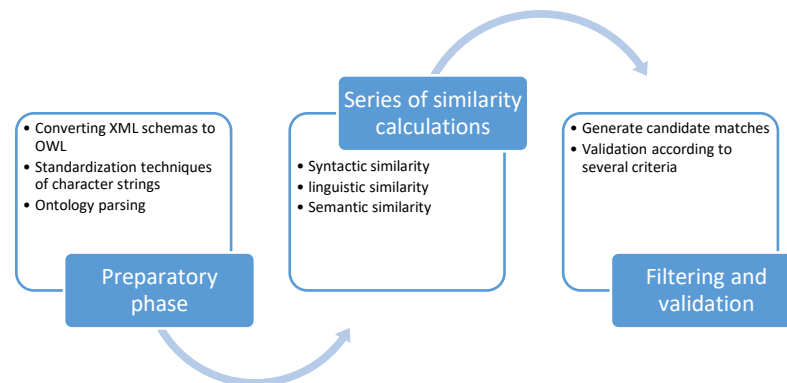 • Converting XML schemas to
OWL
• Standardization techniques
of character strings
• Ontology parsing
Preparatory
phase
Series of similarity
calculations
• Syntactic similarity
• linguistic similarity
• Semantic similarity
• Generate candidate matches
• Validation according to
several criteria
Filtering and
validation